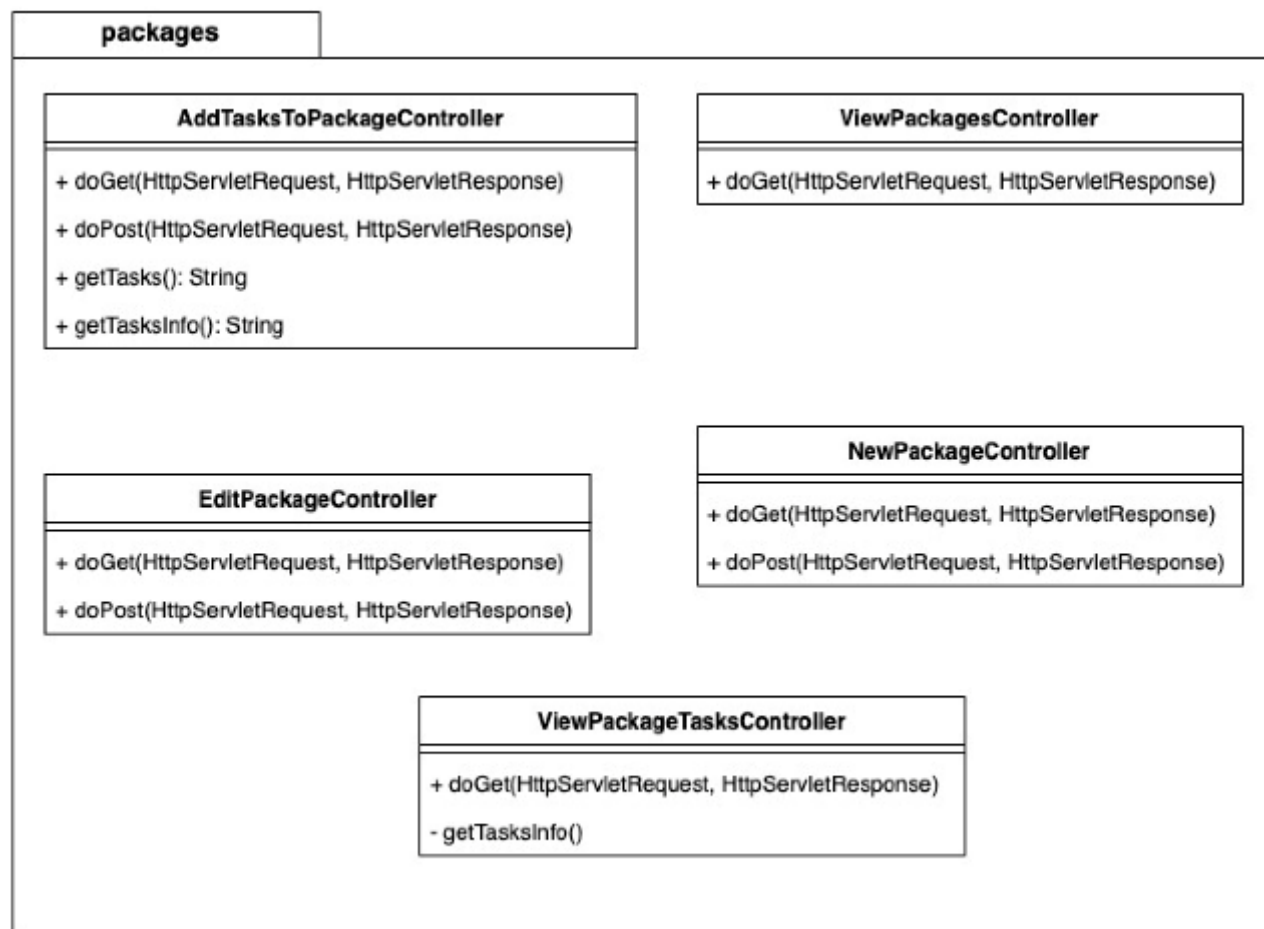 packages
AddTasksToPackageController
+ doGet(HttpServletRequest, HttpServletResponse)
+ doPost(HttpServletRequest, HttpServletResponse)
+ getTasks(): String
+ getTasksInfo(): String
ViewPackagesController
+ doGet(HttpServletRequest, HttpServletResponse)
EditPackageController
+ doGet(HttpServletRequest, HttpServletResponse)
+ doPost(HttpServletRequest, HttpServletResponse)
NewPackageController
+ doGet(HttpServletRequest, HttpServletResponse)
+ doPost(HttpServletRequest, HttpServletResponse)
ViewPackageTasksController
+ doGet(HttpServletRequest, HttpServletResponse)
- getTasksInfo()